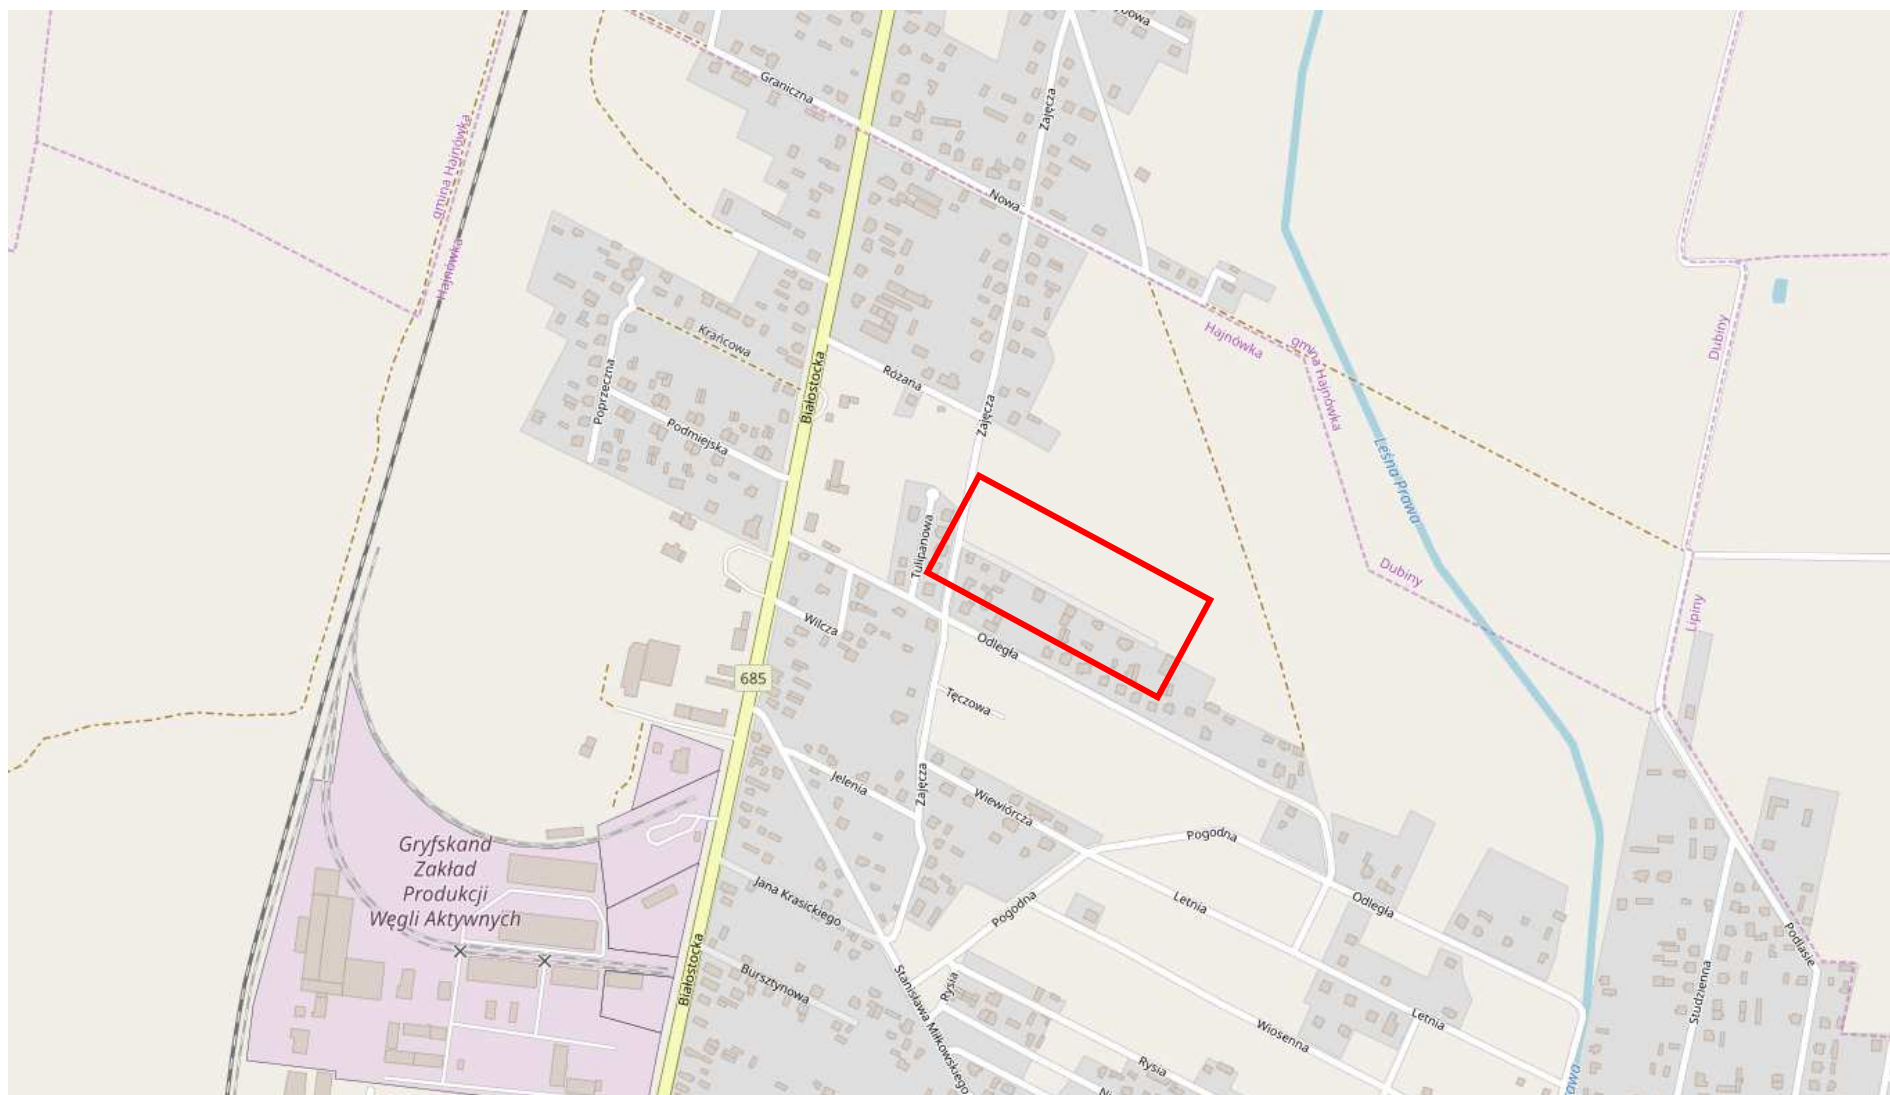 Graniczna
Zajęcza
gmina Hajnówka
Hajnówka
Nowa
Krańcowa
Poprzeczna
Podmiejska
Białostocka
Różana
Zajęcza
Hajnówka
gmina Hajnówka
Dubiny
Leśna Prawa
Tulipanowa
Dubiny
Lipiny
Wilcza
Odległa
685
Tęczowa
Jelenia
Zajęcza
Wiewiórcza
Pogodna
Gryfskand
Zakład
Produkcji
Węgli Aktywnych
Jana Krasickiego
Pogodna
Letnia
Odległa
Podlasie
Białostocka
Bursztynowa
Stanisława Miłkowskiego
Rysia
Studzienna
Wiosenna
Letnia
Rysia